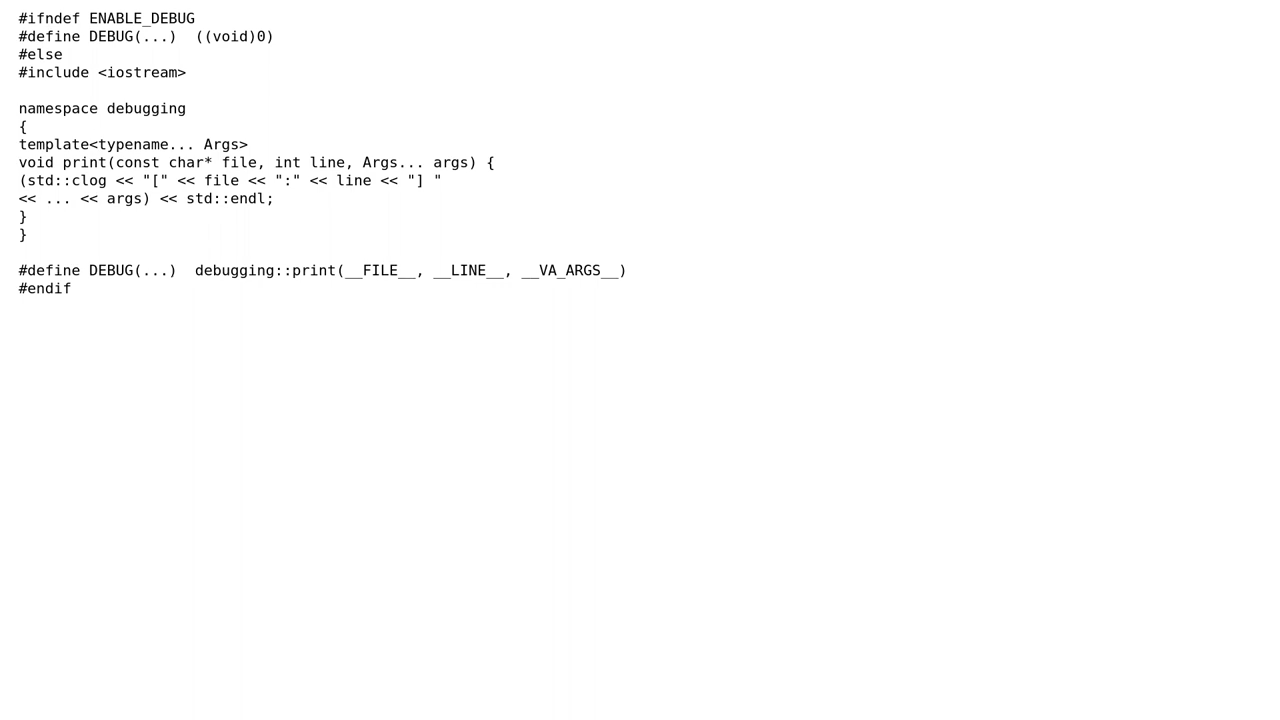 #ifndef ENABLE_DEBUG
#define DEBUG(...)  ((void)0)
#else
#include <iostream>

namespace debugging
{
template<typename... Args>
void print(const char* file, int line, Args... args) {
(std::clog << "[" << file << ":" << line << "] "
<< ... << args) << std::endl;
}
}

#define DEBUG(...)  debugging::print(__FILE__, __LINE__, __VA_ARGS__)
#endif